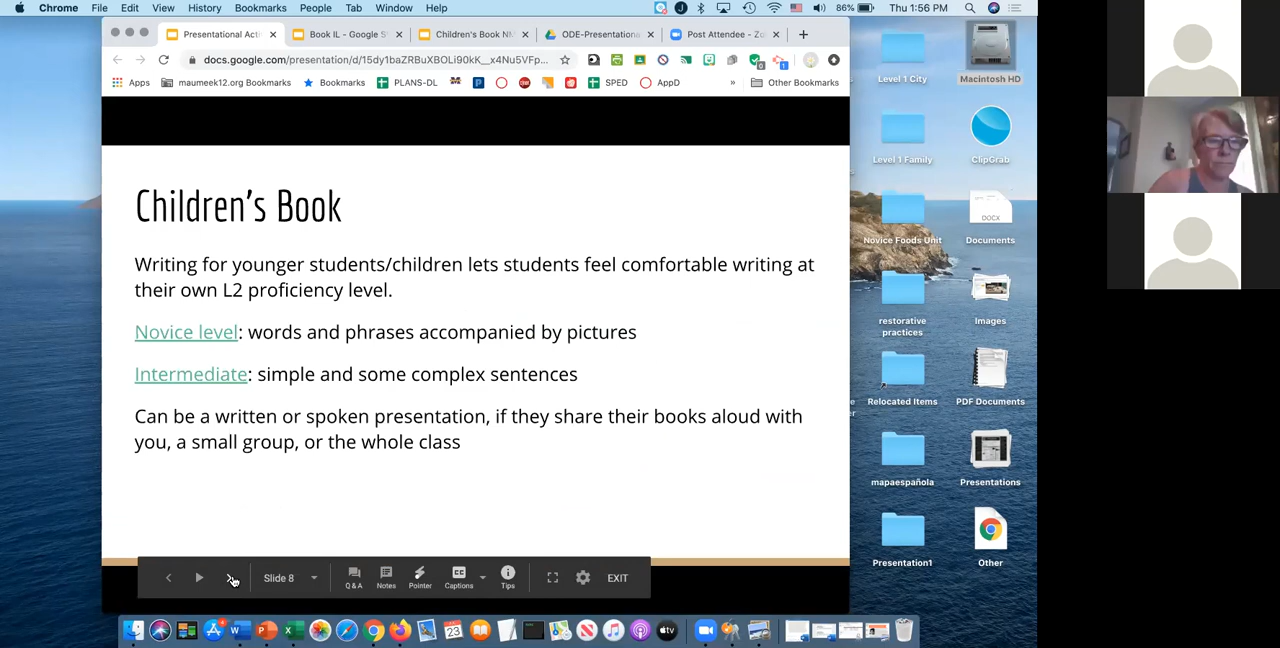 Chrome File Edit View History Bookmarks People Tab Window Help 86% Thu 1:56 PM
Presentational Acti
Book IL - Google S
Children's Book N
ODE-Presentationa
Post Attendee - Zo
docs.google.com/presentation/d/15dy1baZRBuXBOLi90kK__x4Nu5VFp...
Apps maumeek12.org Bookmarks Bookmarks PLANS-DL SPED AppD » Other Bookmarks
Children's Book
Writing for younger students/children lets students feel comfortable writing at
their own L2 proficiency level.
Novice level: words and phrases accompanied by pictures
Intermediate: simple and some complex sentences
Can be a written or spoken presentation, if they share their books aloud with
you, a small group, or the whole class
Slide 8
Q & A Notes Pointer Captions Tips EXIT
Level 1 City
Macintosh HD
Level 1 Family
ClipGrab
Novice Foods Unit
DOCX
Documents
restorative
practices
Images
Relocated Items
PDF Documents
mapaespañola
Presentations
Presentation1
Other
23
tv